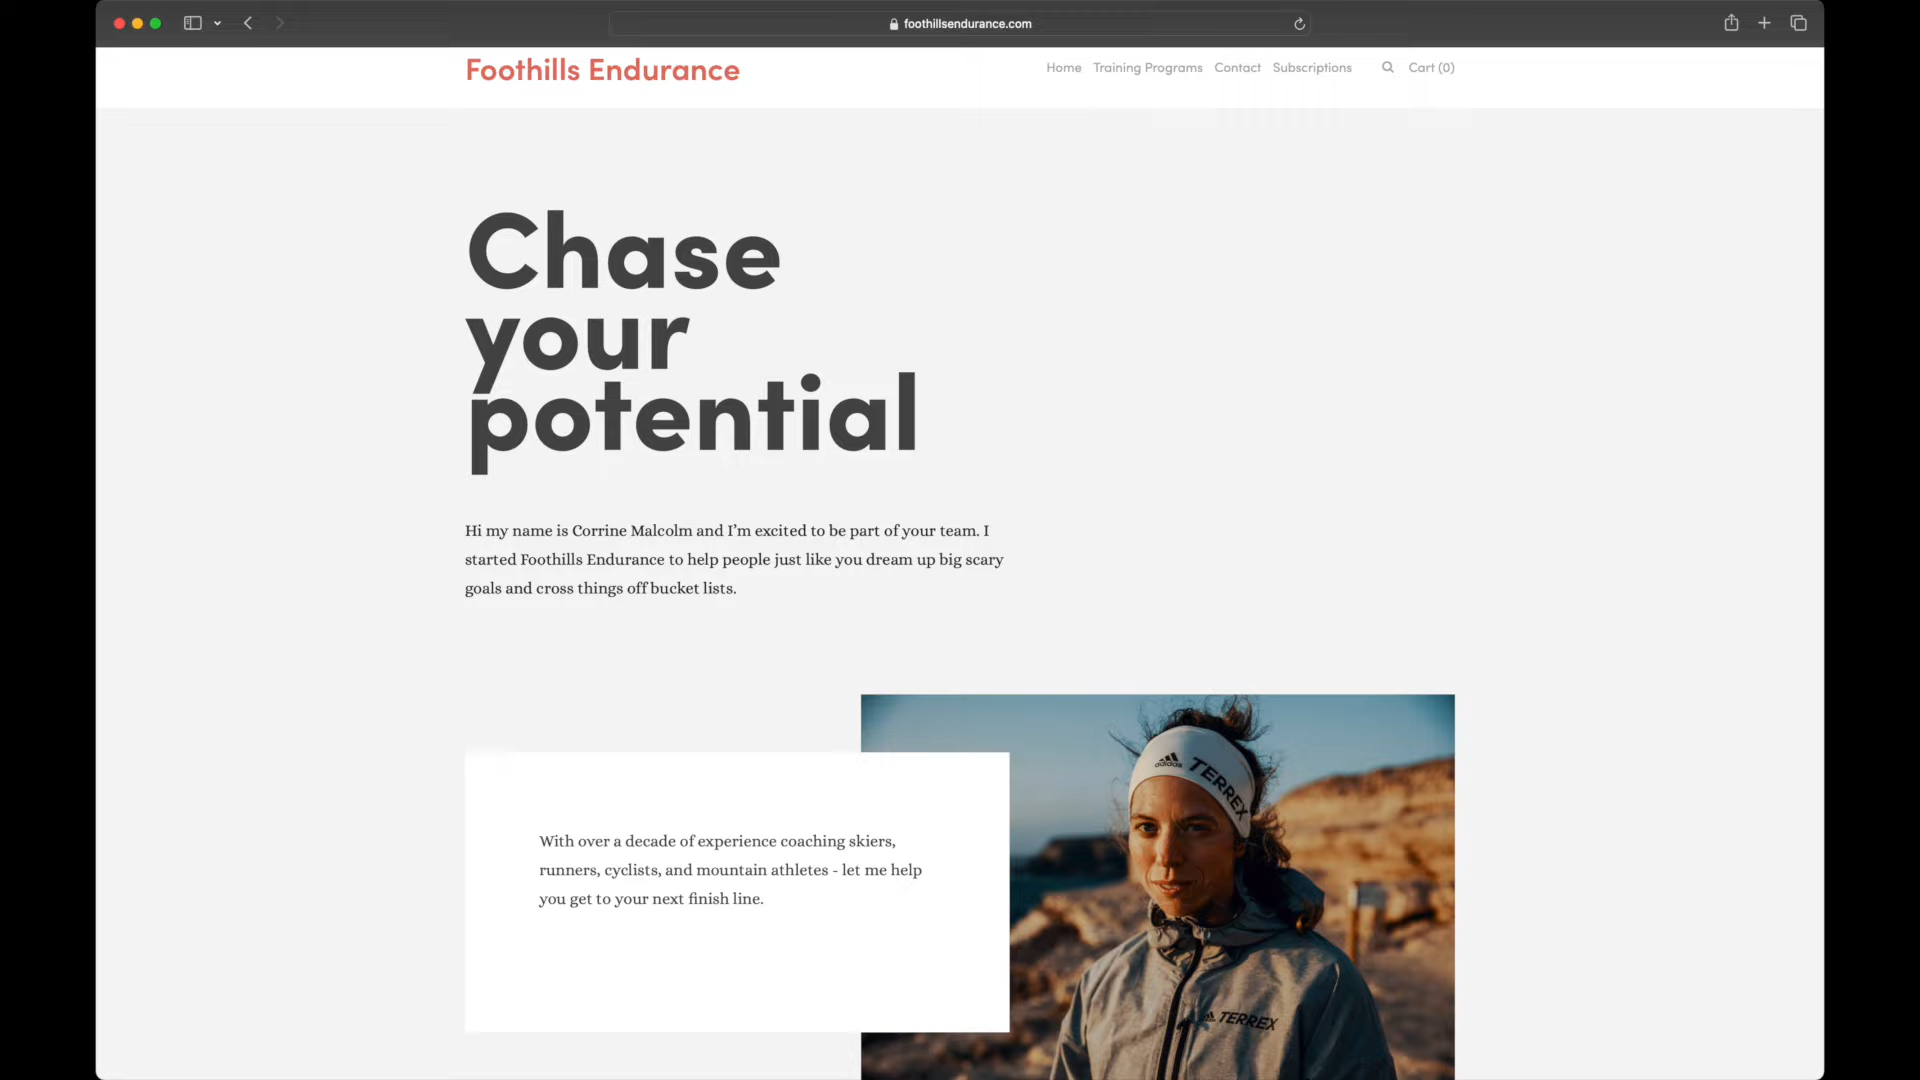 foothillsendurance.com
Foothills Endurance
Home Training Programs Contact Subscriptions Cart (0)
Chase
your
potential
Hi my name is Corrine Malcolm and I’m excited to be part of your team. I
started Foothills Endurance to help people just like you dream up big scary
goals and cross things off bucket lists.
With over a decade of experience coaching skiers,
runners, cyclists, and mountain athletes - let me help
you get to your next finish line.
adidas TERREX
TERREX